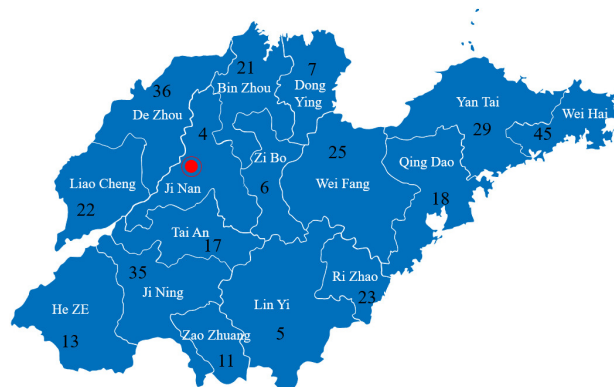 36
De Zhou
21
Bin Zhou
7
Dong
Ying
Yan Tai
29
Wei Hai
45
4
Ji Nan
Zi Bo
6
25
Wei Fang
Qing Dao
18
Liao Cheng
22
Tai An
17
35
Ji Ning
He ZE
13
Zao Zhuang
11
Lin Yi
5
Ri Zhao
23